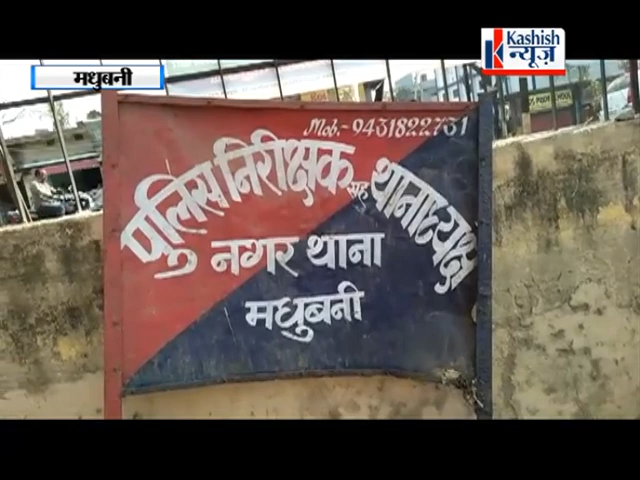 Kashish
न्यूज़
मधुबनी
Mob.-9431822731
पुलिस निरीक्षक सह थानाध्यक्ष
नगर थाना
मधुबनी